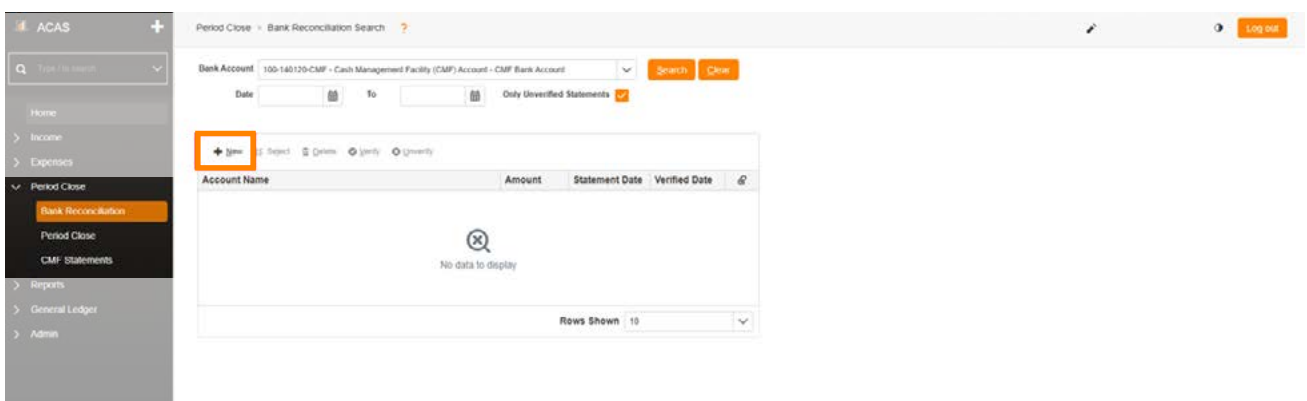 ACAS
Period Close > Bank Reconciliation Search ?
Log out
Type / to search
Bank Account 100-140120-CMF - Cash Management Facility (CMF) Account - CMF Bank Account Search Clear
Date To Only Unverified Statements
Home
Income
Expenses
Period Close
Bank Reconciliation
Period Close
CMF Statements
Reports
General Ledger
Admin
New Select Delete Verify Unverify
Account Name Amount Statement Date Verified Date
No data to display
Rows Shown 10